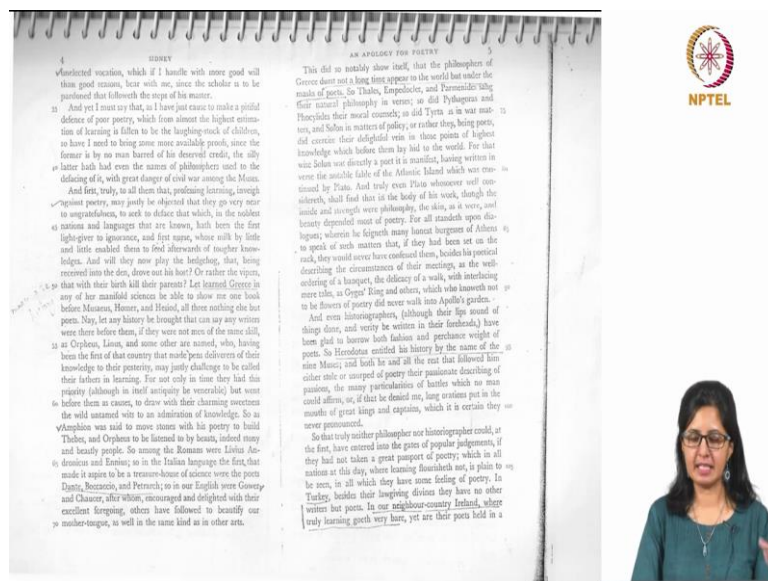 4 SIDNEY
unelected vocation, which if I handle with more good will
than good reasons, bear with me, since the scholar is to be
pardoned that followeth the steps of his master.
And yet I must say that, as I have just cause to make a pitiful
defence of poor poetry, which from almost the highest estima-
tion of learning is fallen to be the laughing-stock of children,
so have I need to bring some more available proofs, since the
former is by no man barred of his deserved credit, the silly
latter hath had even the names of philosophers used to the
defacing of it, with great danger of civil war among the Muses.
And first, truly, to all them that, professing learning, inveigh
against poetry, may justly be objected that they go very near
to ungratefulness, to seek to deface that which, in the noblest
45 nations and languages that are known, hath been the first
light-giver to ignorance, and first nurse, whose milk by little
and little enabled them to feed afterwards of tougher know-
ledges. And will they now play the hedgehog, that, being
received into the den, drove out his host? Or rather the vipers,
50 that with their birth kill their parents? Let learned Greece in
any of her manifold sciences be able to show me one book
before Musaeus, Homer, and Hesiod, all three nothing else but
poets. Nay, let any history be brought that can say any writers
were there before them, if they were not men of the same skill,
55 as Orpheus, Linus, and some other are named, who, having
been the first of that country that made pens deliverers of their
knowledge to their posterity, may justly challenge to be called
their fathers in learning. For not only in time they had this
priority (although in itself antiquity be venerable) but went
60 before them as causes, to draw with their charming sweetness
the wild untamed wits to an admiration of knowledge. So as
Amphion was said to move stones with his poetry to build
Thebes, and Orpheus to be listened to by beasts, indeed stony
and beastly people. So among the Romans were Livius An-
65 dronicus and Ennius; so in the Italian language the first, that
made it aspire to be a treasure-house of science were the poets
Dante, Boccaccio, and Petrarch; so in our English were Gower
and Chaucer, after whom, encouraged and delighted with their
excellent foregoing, others have followed to beautify our
70 mother-tongue, as well in the same kind as in other arts.
AN APOLOGY FOR POETRY 5
This did so notably show itself, that the philosophers of
Greece durst not a long time appear to the world but under the
masks of poets. So Thales, Empedocles, and Parmenides sang
their natural philosophy in verses; so did Pythagoras and
Phocylides their moral counsels; so did Tyrtaeus in war mat- 75
ters, and Solon in matters of policy; or rather they, being poets,
did exercise their delightful vein in those points of highest
knowledge which before them lay hid to the world. For that
wise Solon was directly a poet it is manifest, having written in
verse the notable fable of the Atlantic Island which was con- 80
tinued by Plato. And truly even Plato whosoever well con-
sidereth, shall find that in the body of his work, though the
inside and strength were philosophy, the skin, as it were, and
beauty depended most of poetry. For all standeth upon dia-
logues; wherein he feigneth many honest burgesses of Athens 85
to speak of such matters that, if they had been set on the
rack, they would never have confessed them, besides his poetical
describing the circumstances of their meetings, as the well-
ordering of a banquet, the delicacy of a walk, with interlacing
mere tales, as Gyges' Ring and others, which who knoweth not 90
to be flowers of poetry did never walk into Apollo's garden.
And even historiographers, (although their lips sound of
things done, and verity be written in their foreheads,) have
been glad to borrow both fashion and perchance weight of
poets. So Herodotus entitled his history by the name of the 95
nine Muses; and both he and all the rest that followed him
either stole or usurped of poetry their passionate describing of
passions, the many particularities of battles which no man
could affirm, or, if that be denied me, long orations put in the
mouths of great kings and captains, which it is certain they 100
never pronounced.
So that truly neither philosopher nor historiographer could, at
the first, have entered into the gates of popular judgements, if
they had not taken a great passport of poetry; which in all
nations at this day, where learning flourisheth not, is plain to 105
be seen, in all which they have some feeling of poetry. In
Turkey, besides their lawgiving divines they have no other
writers but poets. In our neighbour-country Ireland, where
truly learning goeth very bare, yet are their poets held in a
NPTEL